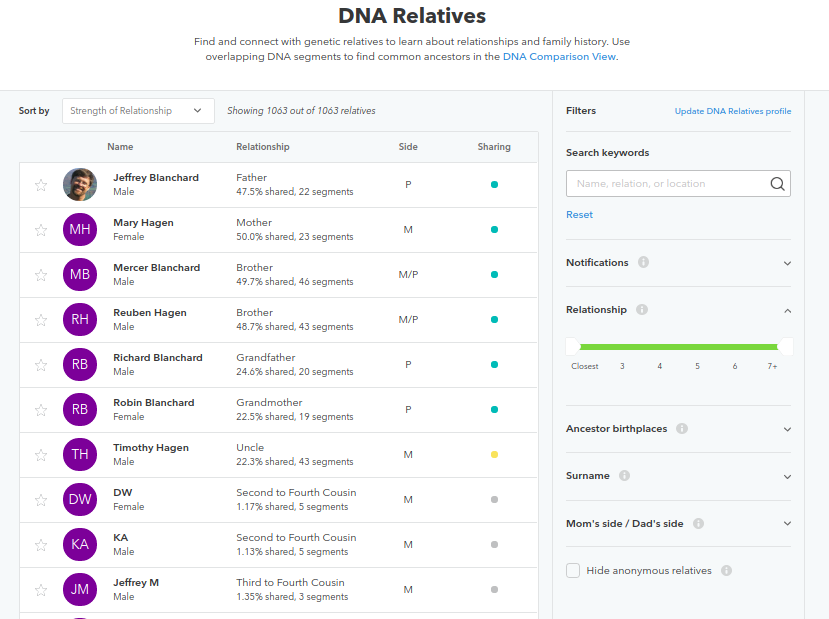 DNA Relatives
Find and connect with genetic relatives to learn about relationships and family history. Use
overlapping DNA segments to find common ancestors in the DNA Comparison View.
Sort by
Strength of Relationship
Showing 1063 out of 1063 relatives
Name Relationship Side Sharing
Jeffrey Blanchard Father
Male 47.5% shared, 22 segments P
MH Mary Hagen Mother
Female 50.0% shared, 23 segments M
MB Mercer Blanchard Brother
Male 49.7% shared, 46 segments M/P
RH Reuben Hagen Brother
Male 48.7% shared, 43 segments M/P
RB Richard Blanchard Grandfather
Male 24.6% shared, 20 segments P
RB Robin Blanchard Grandmother
Female 22.5% shared, 19 segments P
TH Timothy Hagen Uncle
Male 22.3% shared, 43 segments M
DW DW Second to Fourth Cousin
Female 1.17% shared, 5 segments M
KA KA Second to Fourth Cousin
Male 1.13% shared, 5 segments M
JM Jeffrey M Third to Fourth Cousin
Male 1.35% shared, 3 segments M
Filters Update DNA Relatives profile
Search keywords
Name, relation, or location
Reset
Notifications i
Relationship i
Closest 3 4 5 6 7+
Ancestor birthplaces i
Surname i
Mom's side / Dad's side i
Hide anonymous relatives i